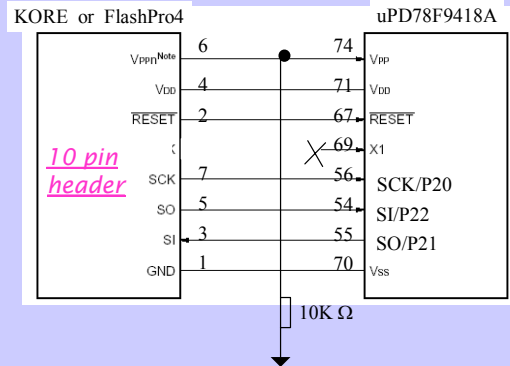 KORE or FlashPro4 uPD78F9418A
VPPnNote 6 74 VPP
VDD 4 71 VDD
RESET 2 67 RESET
69 X1
10 pin
header
SCK 7 56 SCK/P20
SO 5 54 SI/P22
SI 3 55 SO/P21
GND 1 70 VSS
10K Ω